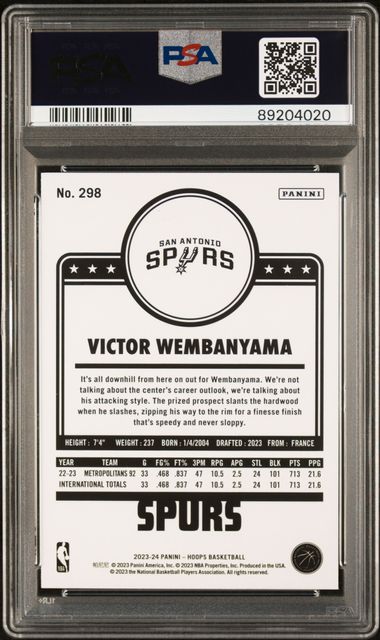 PSA
PSA
89204020
No. 298
PANINI
SAN ANTONIO
SPURS
VICTOR WEMBANYAMA
It's all downhill from here on out for Wembanyama. We're not
talking about the center's career outlook, we're talking about
his attacking style. The prized prospect slants the hardwood
when he slashes, zipping his way to the rim for a finesse finish
that's speedy and never sloppy.
HEIGHT: 7'4" WEIGHT: 237 BORN: 1/4/2004 DRAFTED: 2023 FROM: FRANCE
YEAR TEAM G FG% FT% 3PM RPG APG STL BLK PTS PPG
22-23 METROPOLITANS 92 33 .468 .837 47 10.5 2.5 24 101 713 21.6
INTERNATIONAL TOTALS 33 .468 .837 47 10.5 2.5 24 101 713 21.6
SPURS
2023-24 PANINI - HOOPS BASKETBALL
© 2023 Panini America, Inc. © 2023 NBA Properties, Inc. Produced in the USA.
© 2023 the National Basketball Players Association. All rights reserved.
NBA